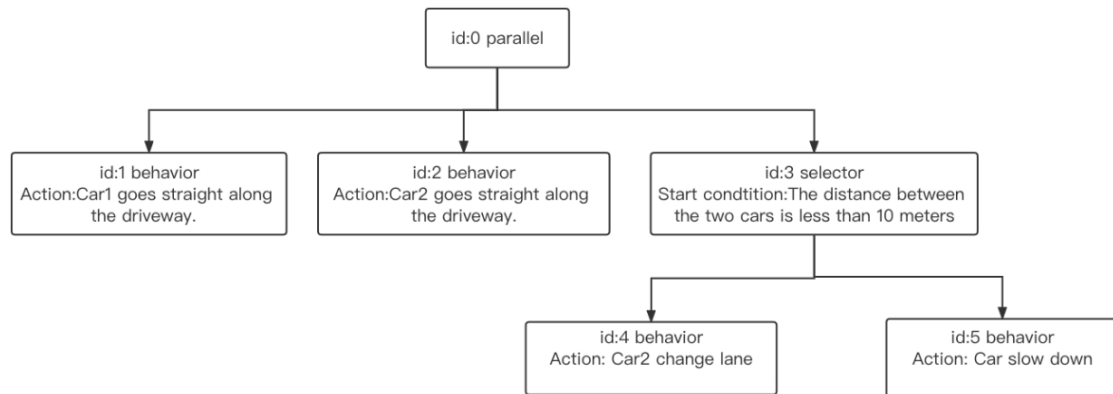 id:0 parallel
id:1 behavior
Action:Car1 goes straight along
the driveway.
id:2 behavior
Action:Car2 goes straight along
the driveway.
id:3 selector
Start condtition:The distance between
the two cars is less than 10 meters
id:4 behavior
Action: Car2 change lane
id:5 behavior
Action: Car slow down